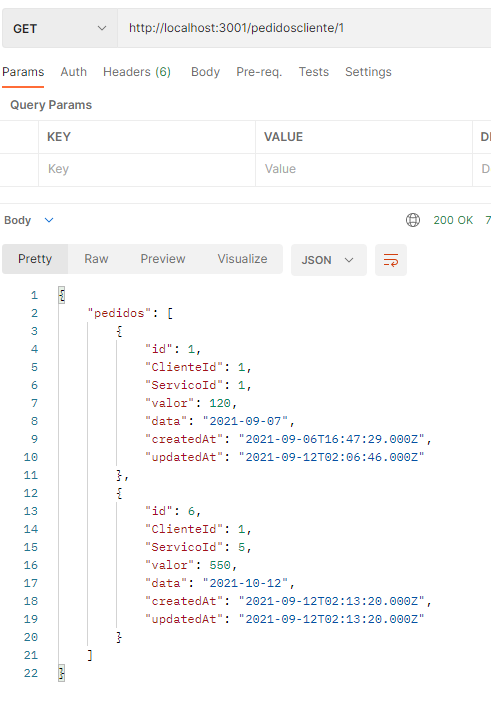 GET http://localhost:3001/pedidoscliente/1
Params Auth Headers (6) Body Pre-req. Tests Settings
Query Params
KEY VALUE
Key Value D
Body 200 OK 7
Pretty Raw Preview Visualize JSON
1 {
2 "pedidos": [
3 {
4 "id": 1,
5 "ClienteId": 1,
6 "ServicoId": 1,
7 "valor": 120,
8 "data": "2021-09-07",
9 "createdAt": "2021-09-06T16:47:29.000Z",
10 "updatedAt": "2021-09-12T02:06:46.000Z"
11 },
12 {
13 "id": 6,
14 "ClienteId": 1,
15 "ServicoId": 5,
16 "valor": 550,
17 "data": "2021-10-12",
18 "createdAt": "2021-09-12T02:13:20.000Z",
19 "updatedAt": "2021-09-12T02:13:20.000Z"
20 }
21 ]
22 }